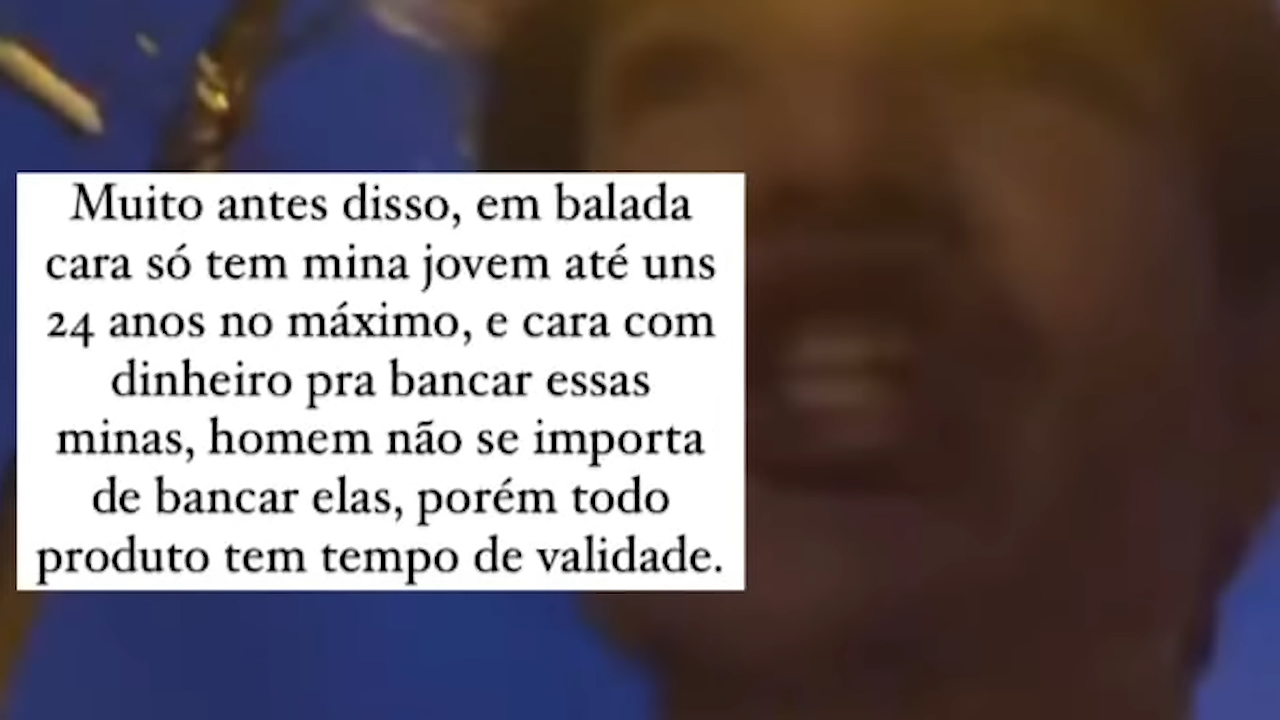 Muito antes disso, em balada
cara só tem mina jovem até uns
24 anos no máximo, e cara com
dinheiro pra bancar essas
minas, homem não se importa
de bancar elas, porém todo
produto tem tempo de validade.